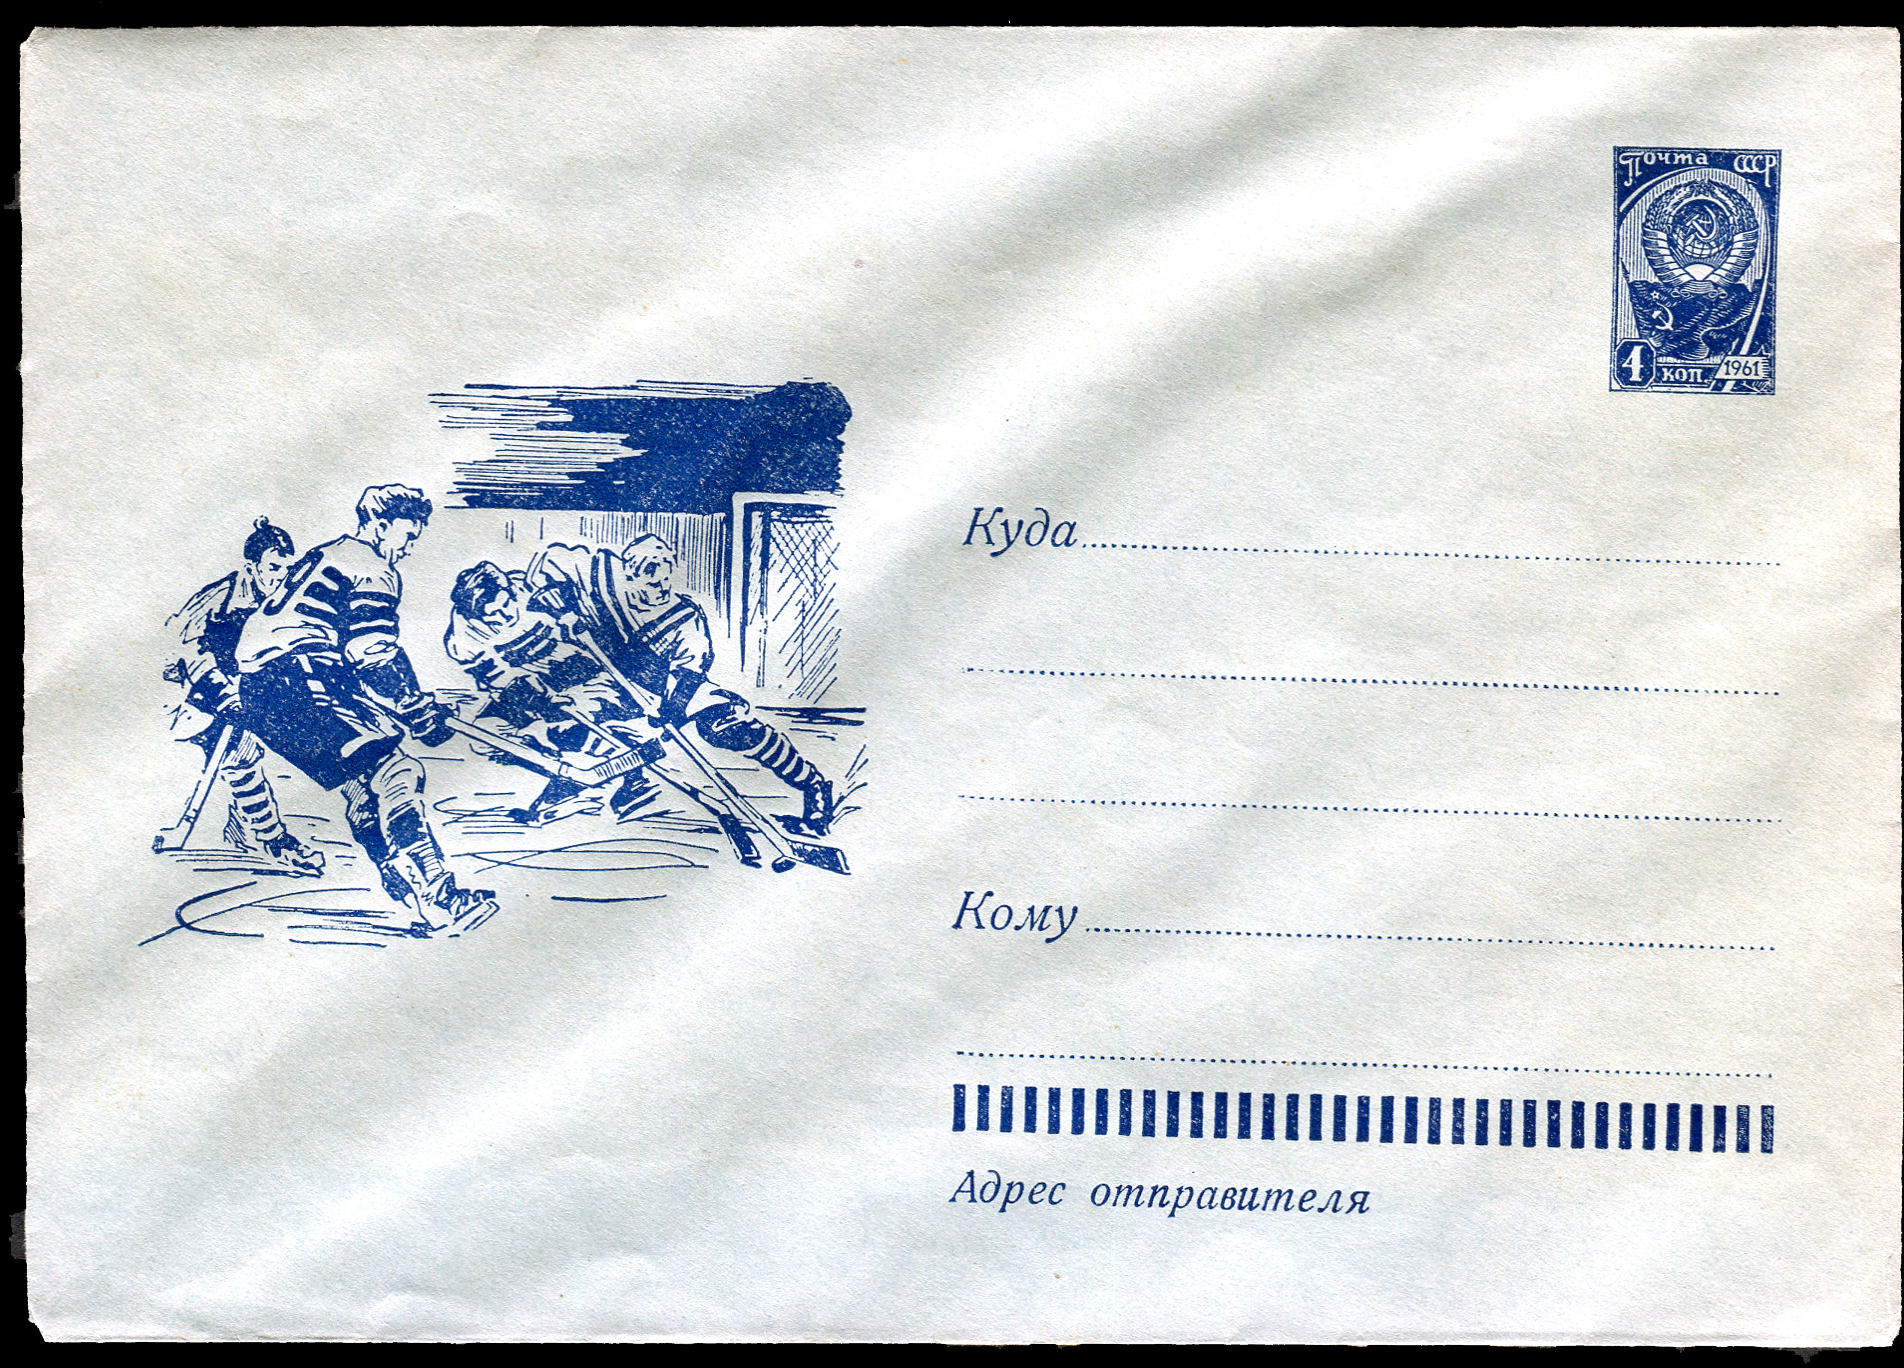 Почта СССР
4 коп. 1961
Куда
Кому
Адрес отправителя